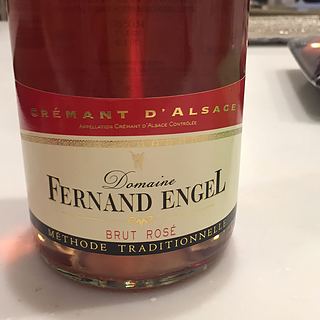 CRÉMANT D'ALSACE
APPELLATION CRÉMANT D'ALSACE CONTRÔLÉE
Domaine
FERNAND ENGEL
BRUT ROSÉ
MÉTHODE TRADITIONNELLE